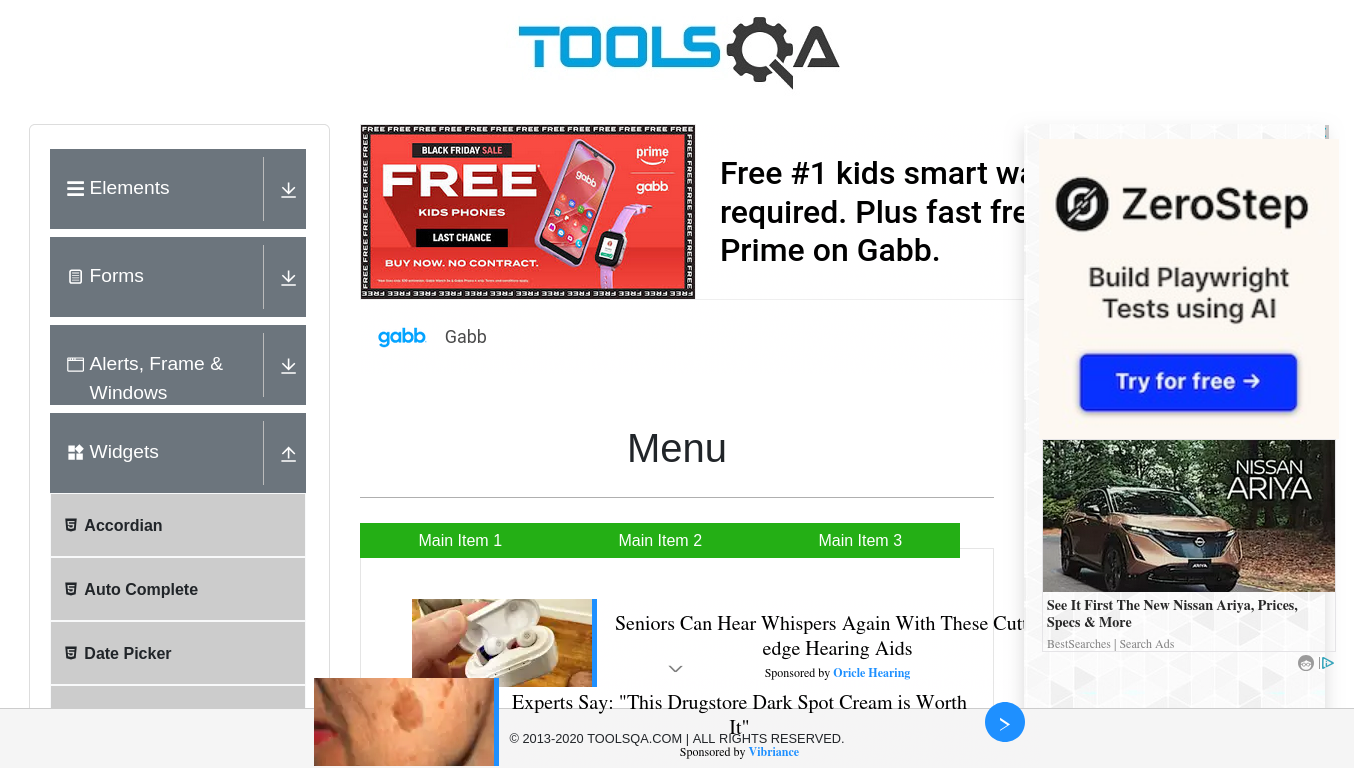 TOOLSQA
Elements
Forms
Alerts, Frame &
Windows
Widgets
Accordian
Auto Complete
Date Picker
FREE FREE FREE FREE FREE FREE FREE FREE FREE FREE FREE FREE
BLACK FRIDAY SALE
FREE
KIDS PHONES
LAST CHANCE
BUY NOW. NO CONTRACT.
prime
gabb
Free #1 kids smart wa
required. Plus fast fre
Prime on Gabb.
gabb Gabb
Menu
Main Item 1 Main Item 2 Main Item 3
Seniors Can Hear Whispers Again With These Cutt
edge Hearing Aids
Sponsored by Oricle Hearing
Experts Say: "This Drugstore Dark Spot Cream is Worth
It"
Sponsored by Vibriance
© 2013-2020 TOOLSQA.COM | ALL RIGHTS RESERVED.
ZeroStep
Build Playwright
Tests using AI
Try for free →
NISSAN
ARIYA
See It First The New Nissan Ariya, Prices,
Specs & More
BestSearches | Search Ads